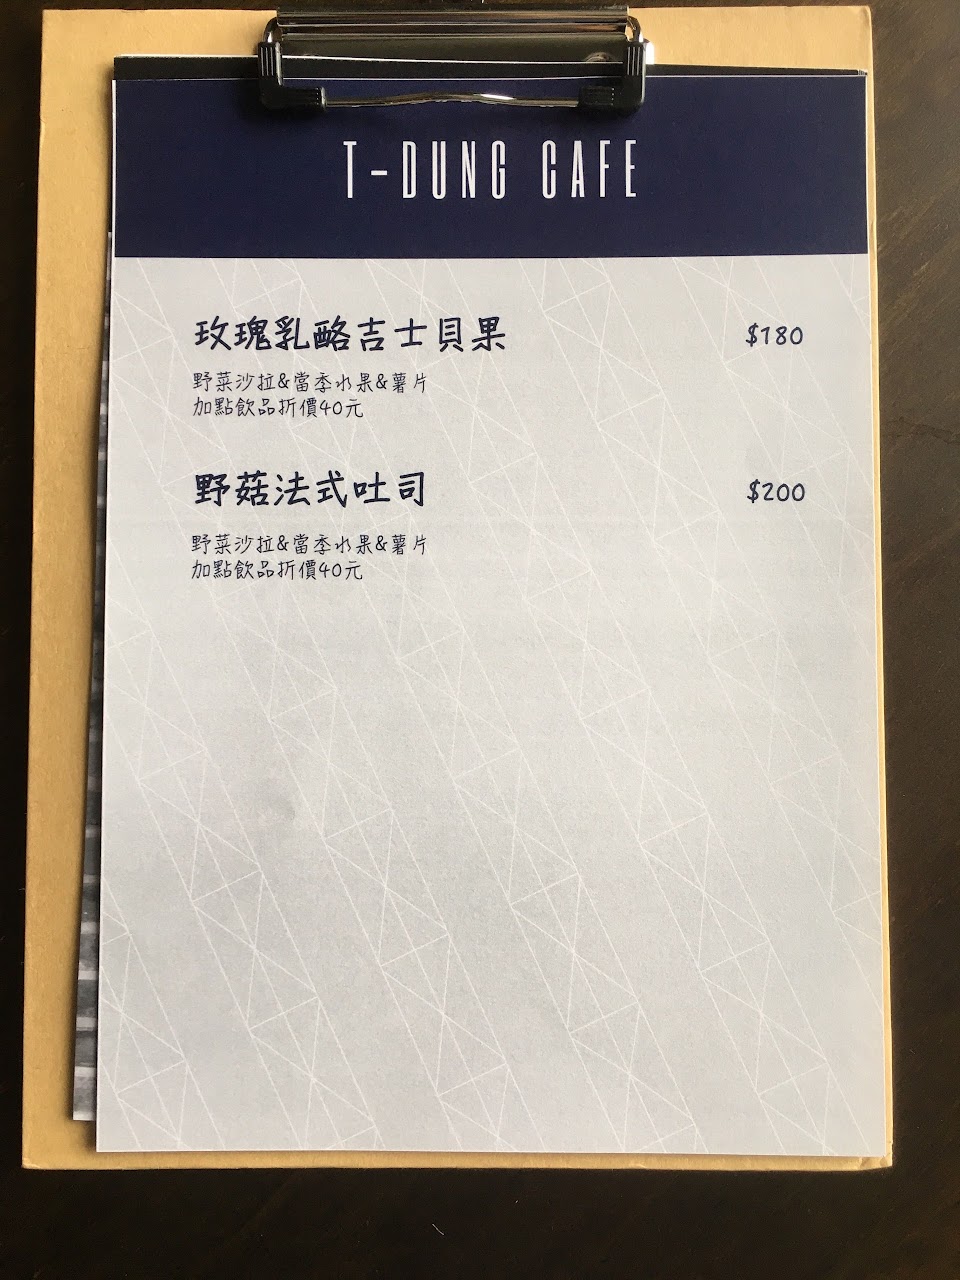 T-DUNG CAFE
玫瑰乳酪吉士貝果 $180
野菜沙拉&當季水果&薯片
加點飲品折價40元
野菇法式吐司 $200
野菜沙拉&當季水果&薯片
加點飲品折價40元